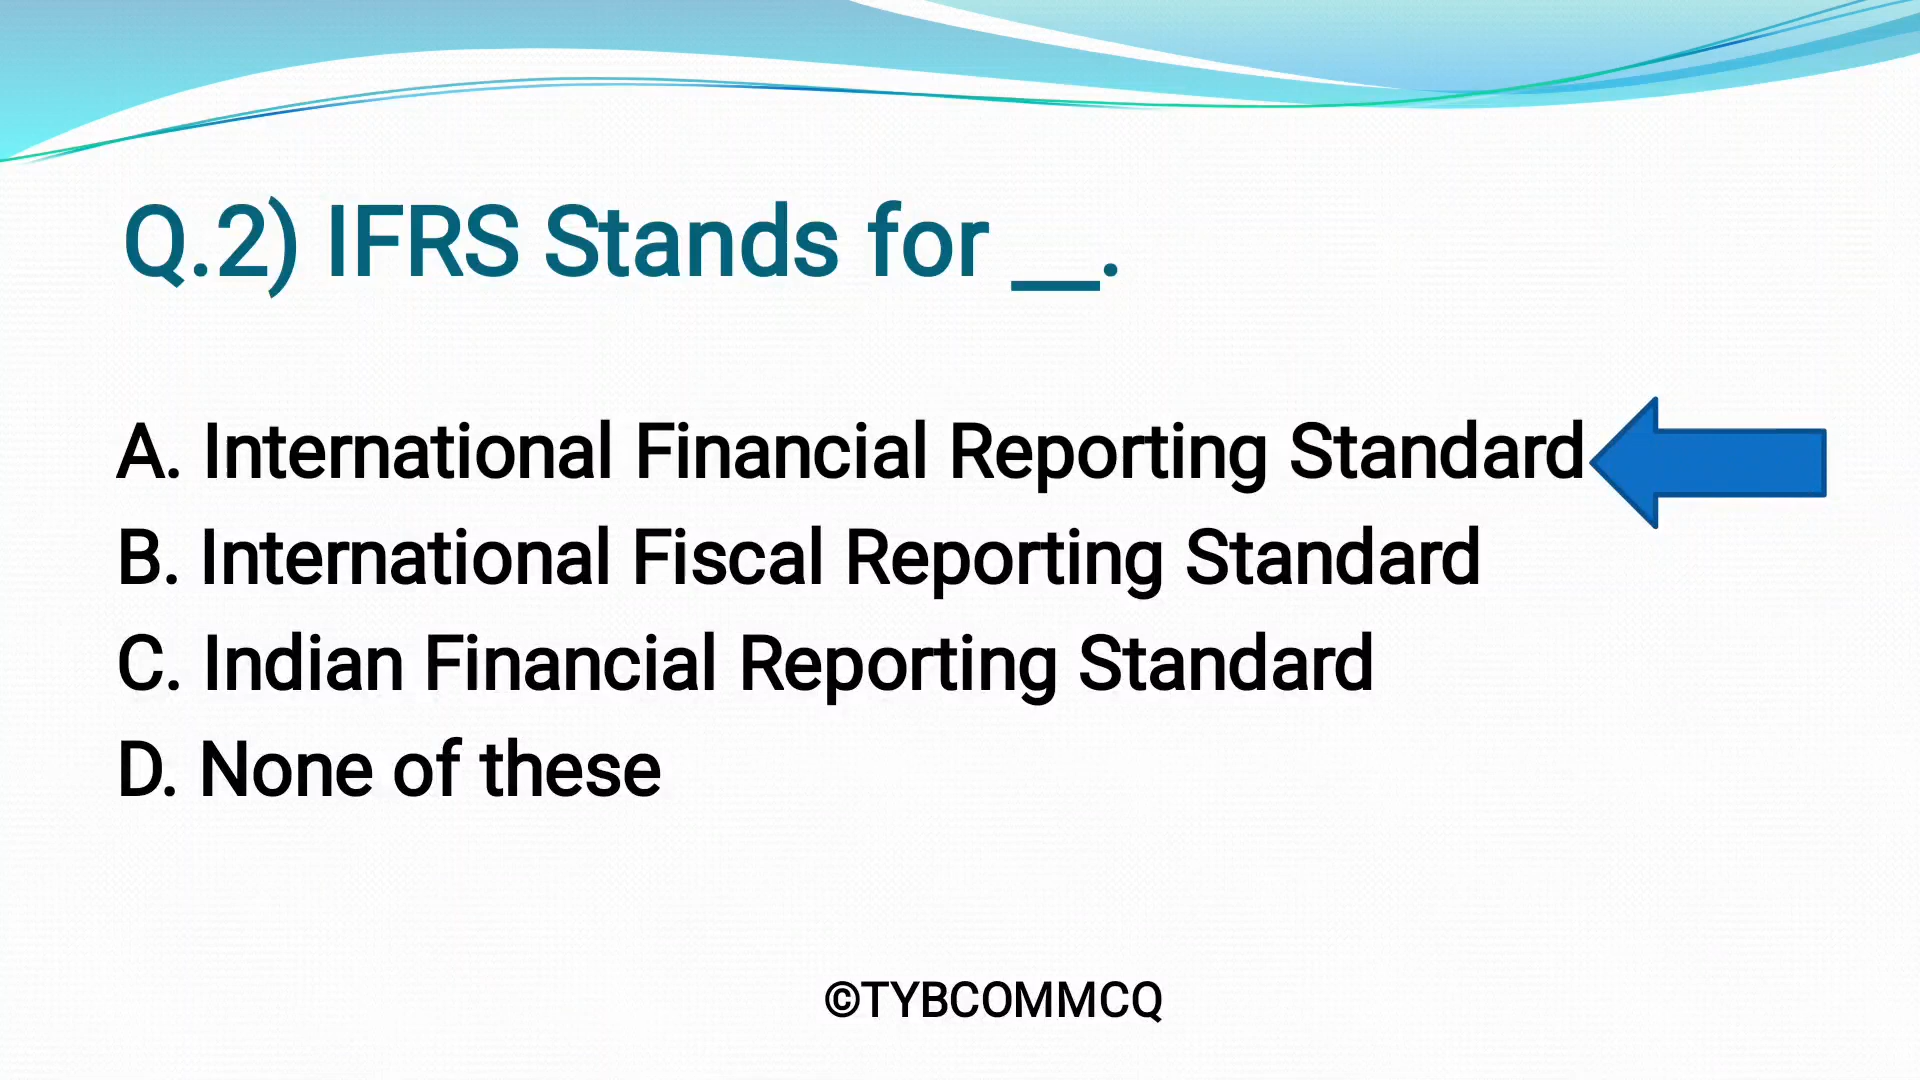 Q.2) IFRS Stands for __.
A. International Financial Reporting Standard
B. International Fiscal Reporting Standard
C. Indian Financial Reporting Standard
D. None of these
©TYBCOMMCQ